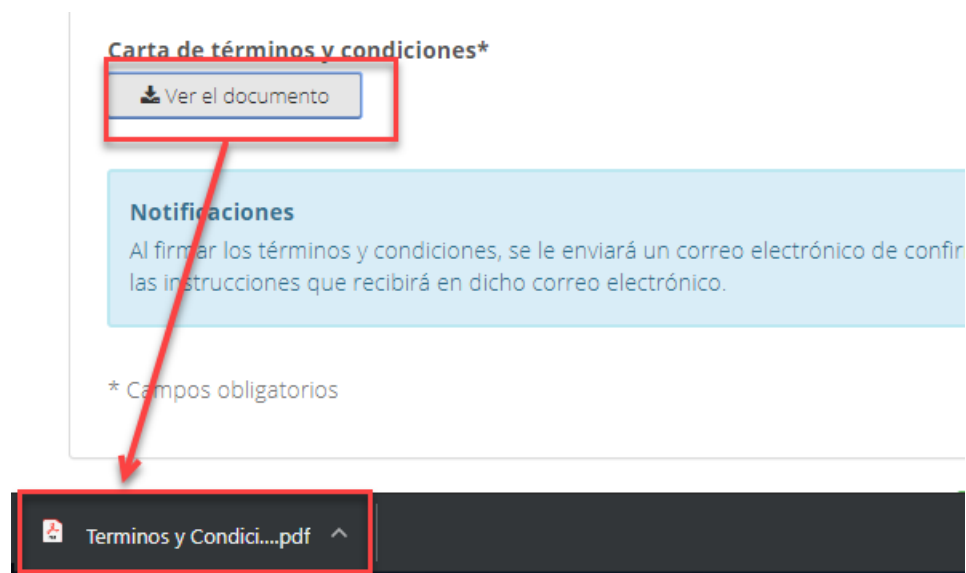 Carta de términos y condiciones*
Ver el documento
Notificaciones
Al firmar los términos y condiciones, se le enviará un correo electrónico de confir
las instrucciones que recibirá en dicho correo electrónico.
* Campos obligatorios
Terminos y Condici....pdf